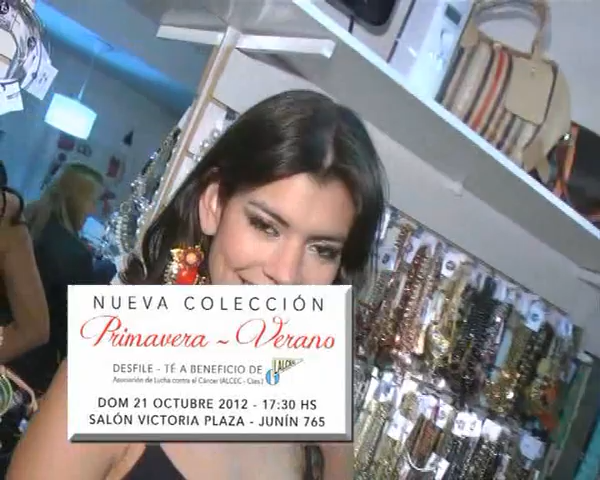 NUEVA COLECCIÓN
Primavera ~ Verano
DESFILE - TÉ A BENEFICIO DE
Asociación de Lucha contra el Cáncer (ALCEC - Clías)
DOM 21 OCTUBRE 2012 - 17:30 HS
SALÓN VICTORIA PLAZA - JUNÍN 765